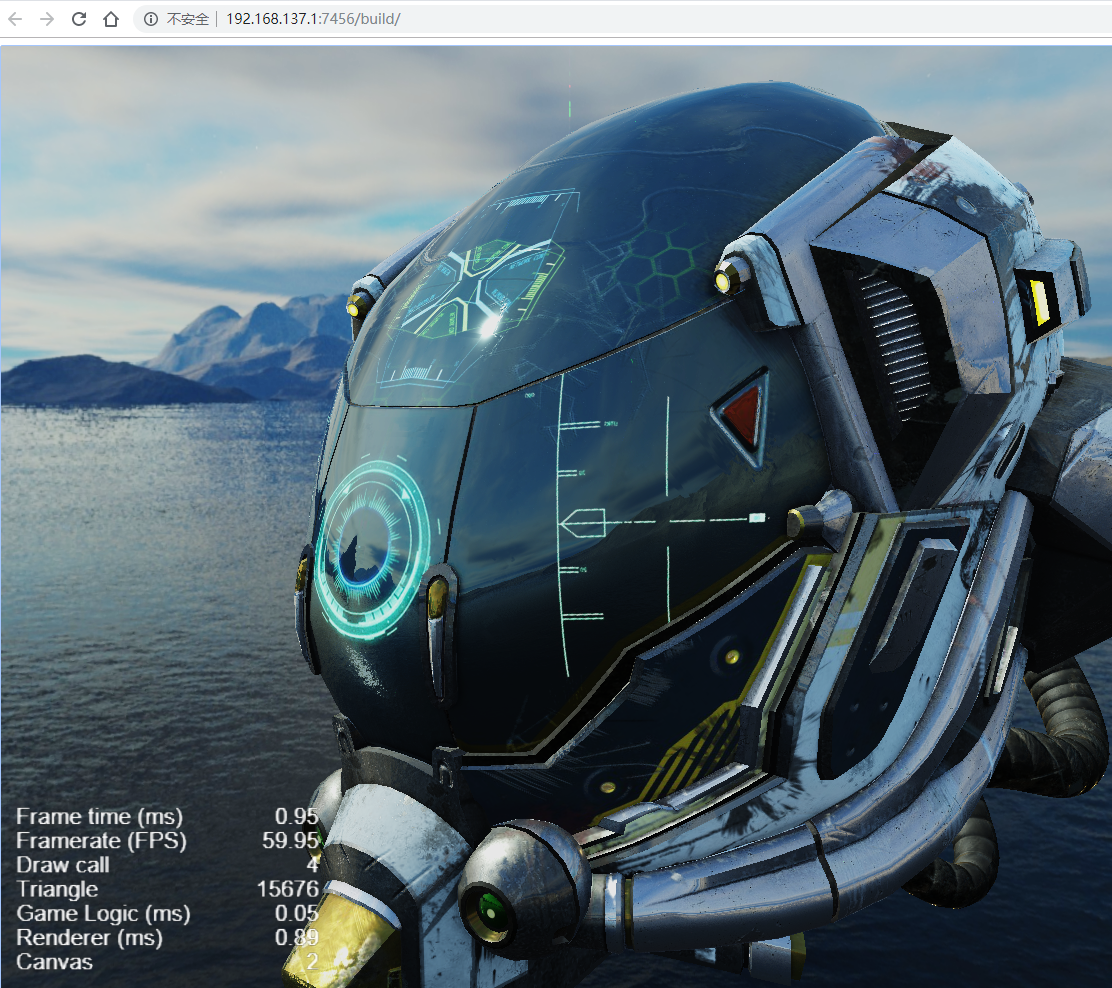 不安全 192.168.137.1:7456/build/
Frame time (ms) 0.95
Framerate (FPS) 59.95
Draw call 4
Triangle 15676
Game Logic (ms) 0.05
Renderer (ms) 0.89
Canvas 2